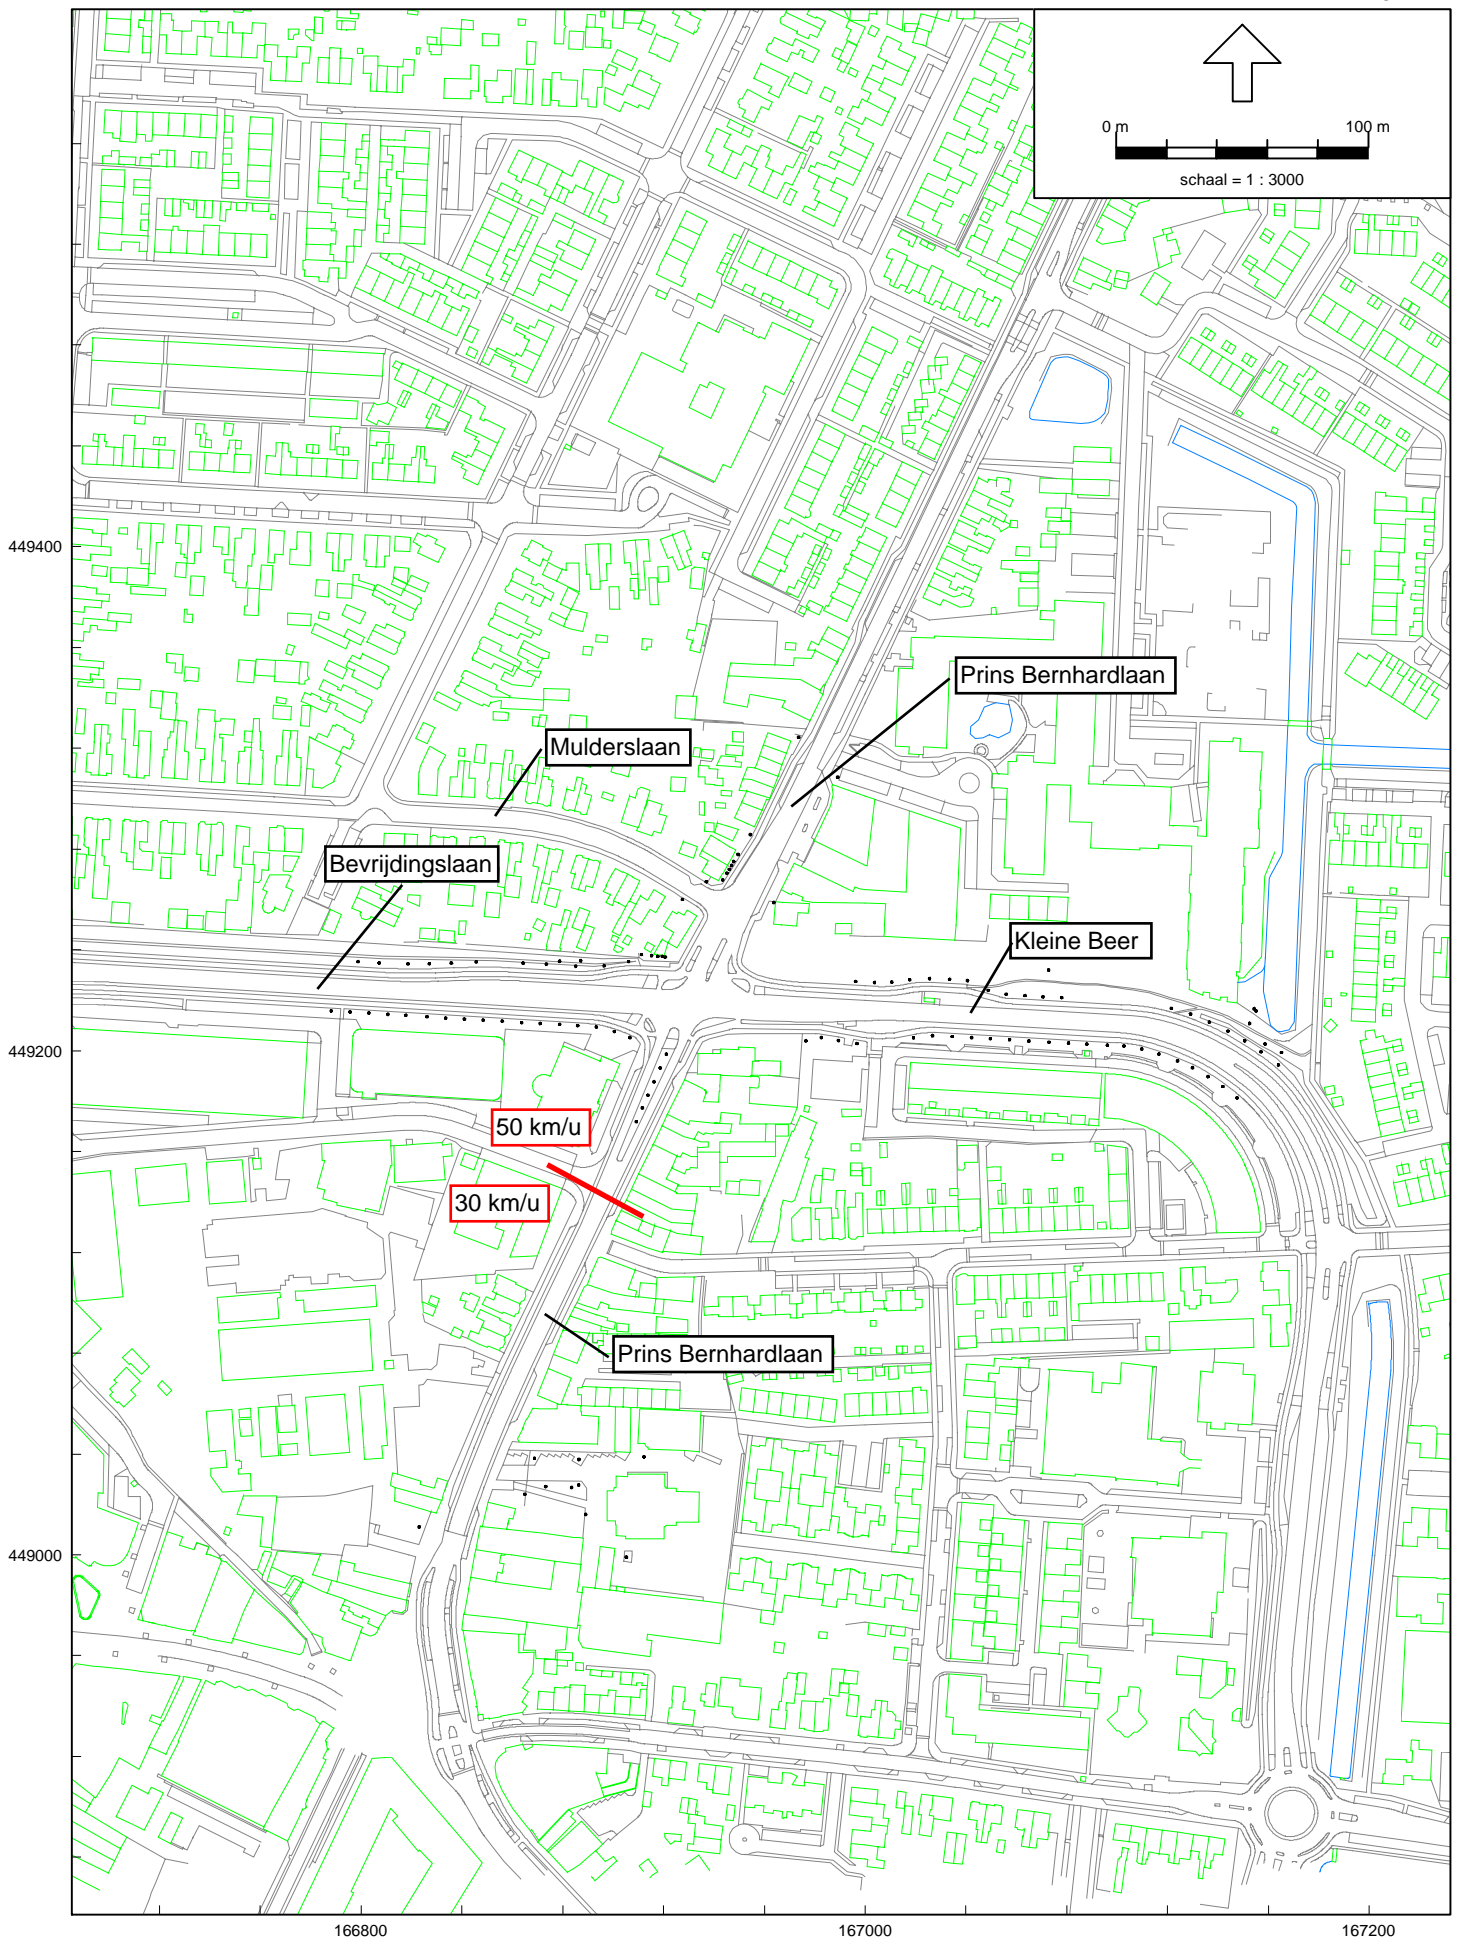 0 m 100 m
schaal = 1 : 3000
449400
Prins Bernhardlaan
Mulderslaan
Bevrijdingslaan
Kleine Beer
449200
50 km/u
30 km/u
Prins Bernhardlaan
449000
166800 167000 167200